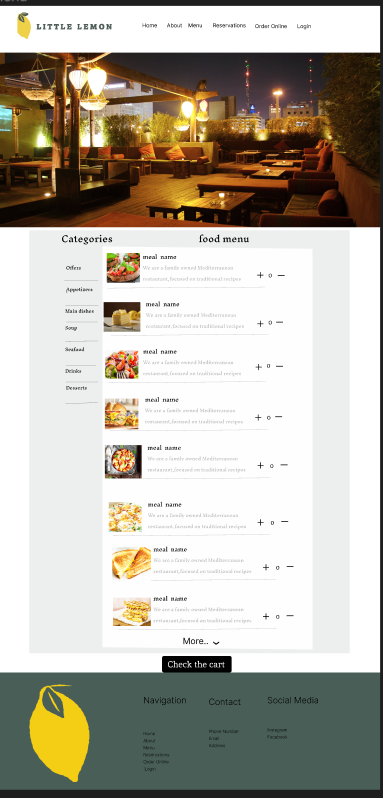 LITTLE LEMON
Home About Menu Reservations Order Online Login
Categories
food menu
Offers
Appetizers
Main dishes
Soup
Seafood
Drinks
Desserts
meal name
We are a family owned Mediterranean
restaurant,focused on traditional recipes
+ 0 —
meal name
We are a family owned Mediterranean
restaurant,focused on traditional recipes
+ 0 —
meal name
We are a family owned Mediterranean
restaurant,focused on traditional recipes
+ 0 —
meal name
We are a family owned Mediterranean
restaurant,focused on traditional recipes
+ 0 —
meal name
We are a family owned Mediterranean
restaurant,focused on traditional recipes
+ 0 —
meal name
We are a family owned Mediterranean
restaurant,focused on traditional recipes
+ 0 —
meal name
We are a family owned Mediterranean
restaurant,focused on traditional recipes
+ 0 —
meal name
We are a family owned Mediterranean
restaurant,focused on traditional recipes
+ 0 —
More..
Check the cart
Navigation
Home
About
Menu
Reservations
Order Online
Login
Contact
Phone Number
Email
Address
Social Media
Instagram
Facebook